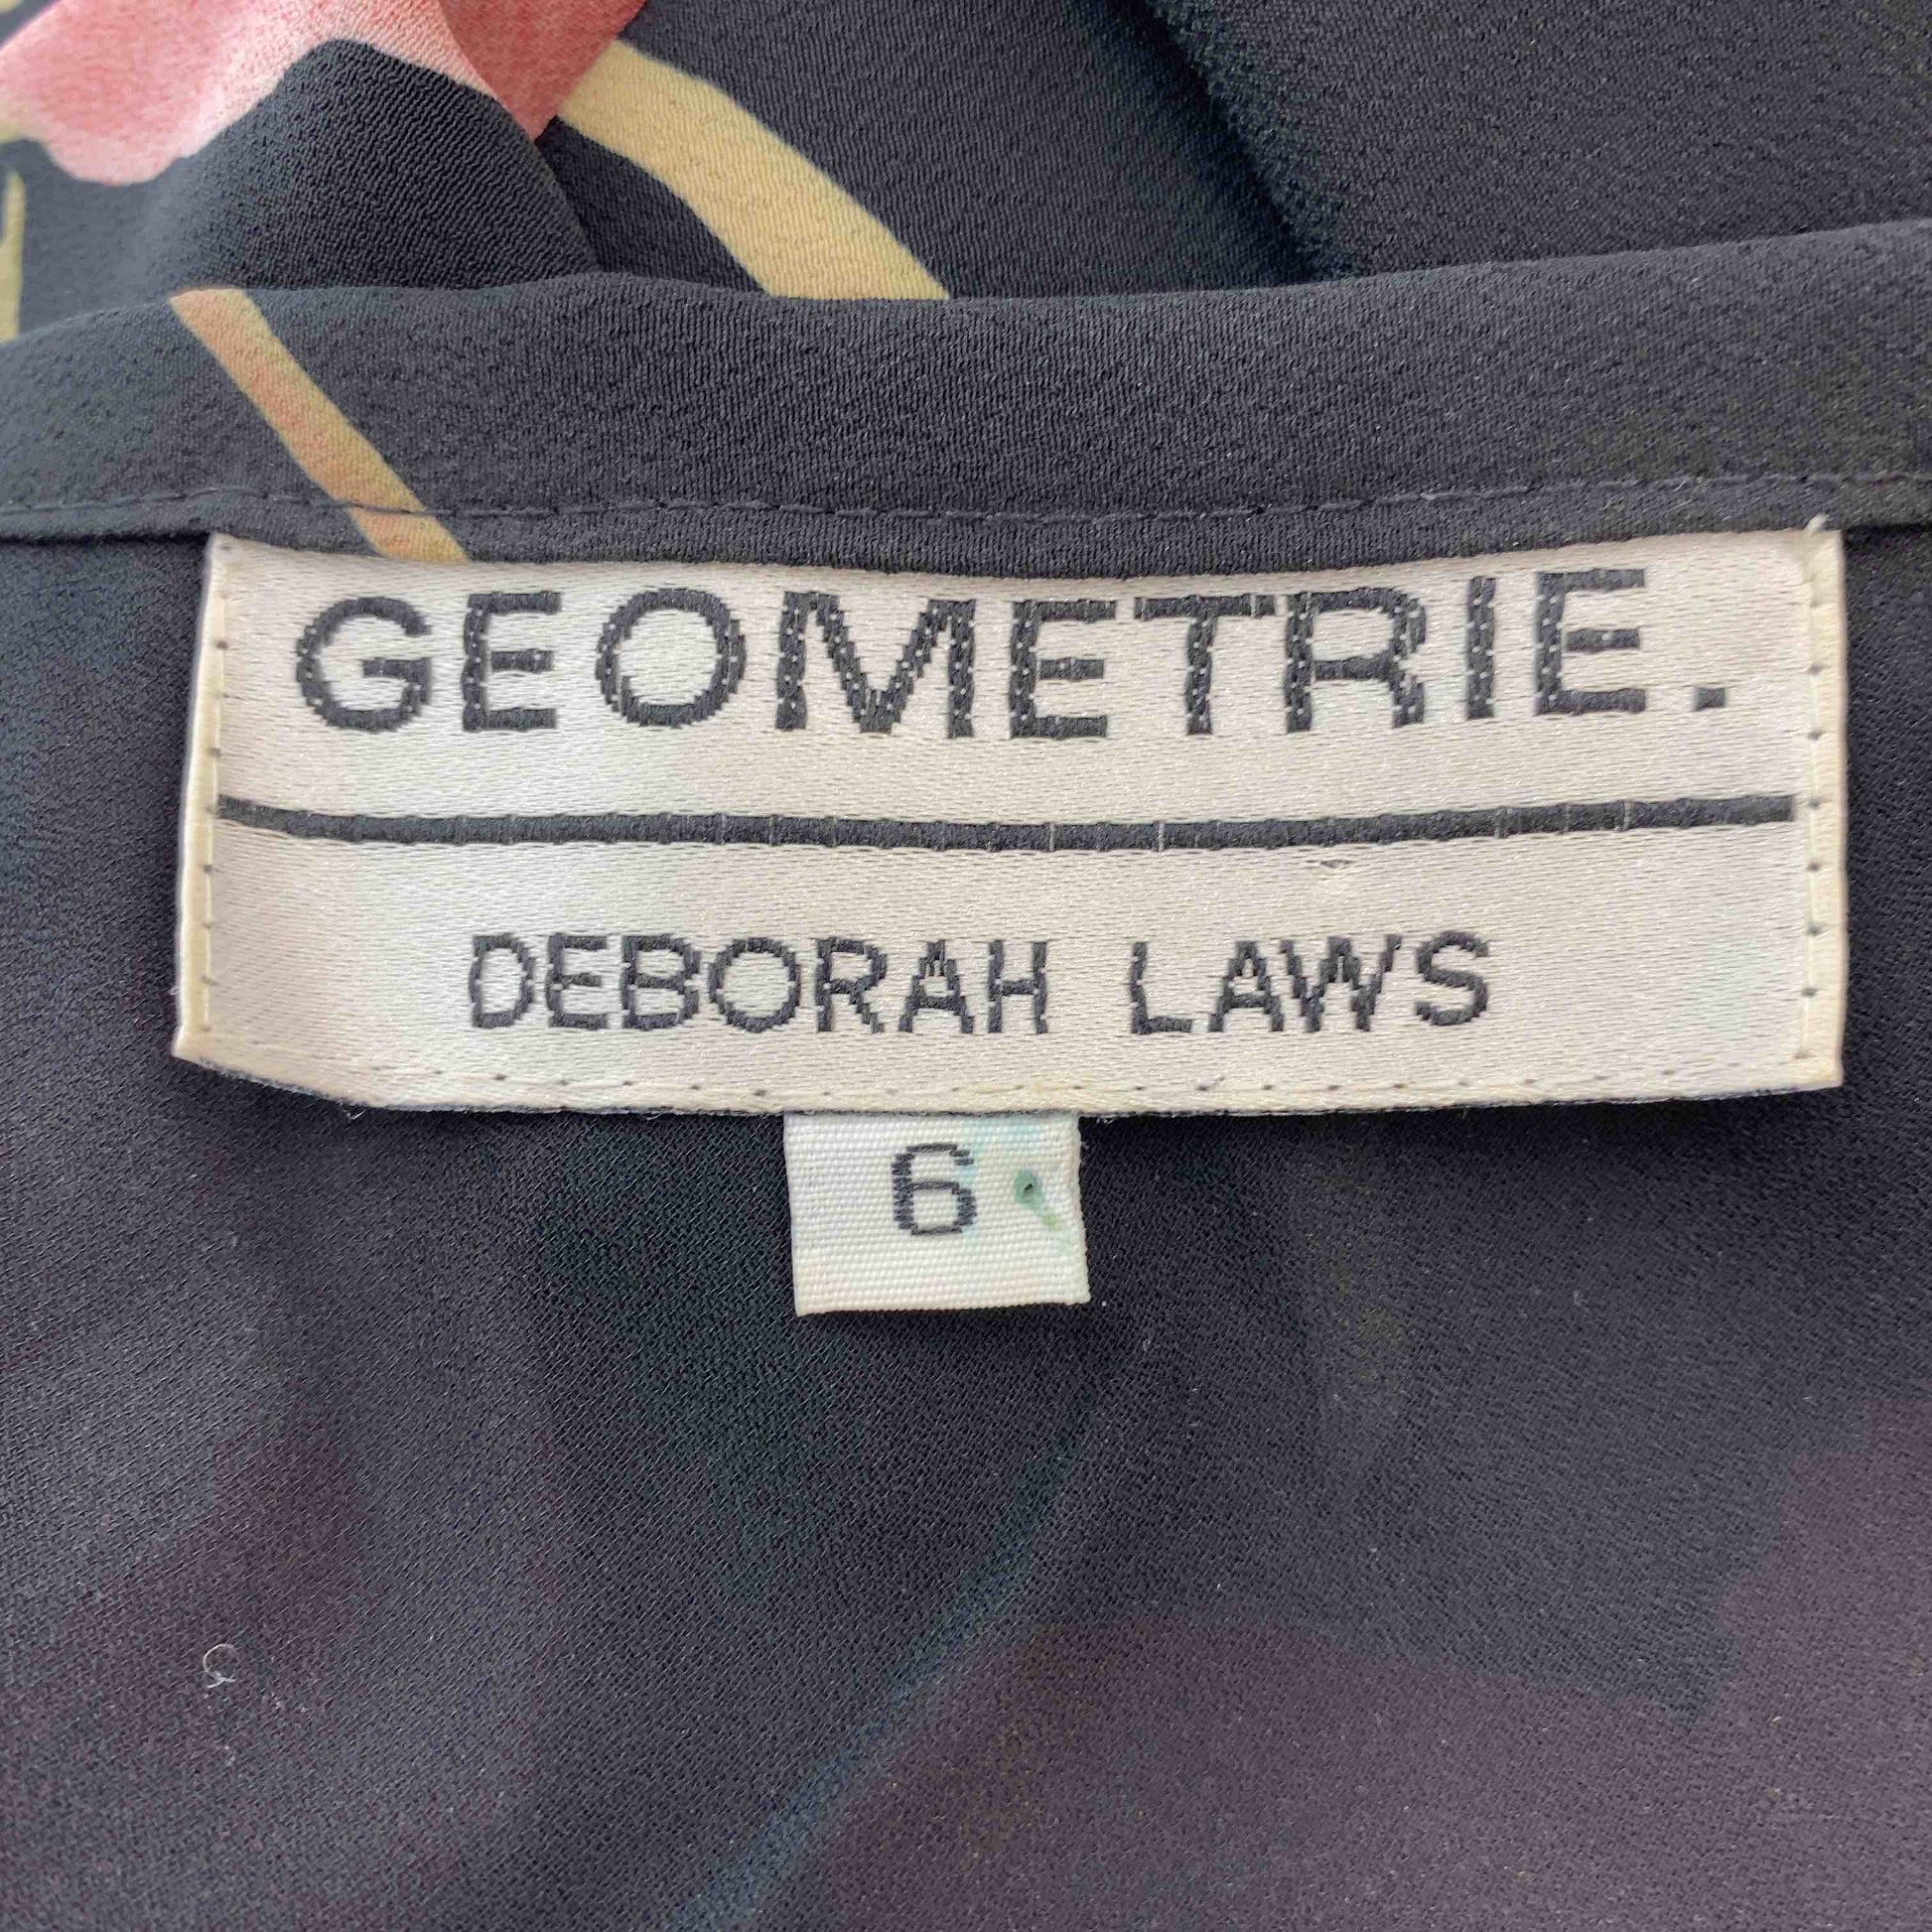 GEOMETRIE.
DEBORAH LAWS
6